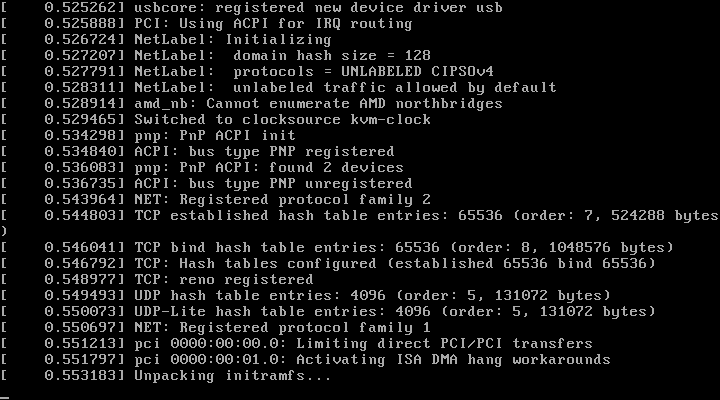 [    0.525262] usbcore: registered new device driver usb
[    0.525888] PCI: Using ACPI for IRQ routing
[    0.526724] NetLabel: Initializing
[    0.527207] NetLabel:  domain hash size = 128
[    0.527791] NetLabel:  protocols = UNLABELED CIPSOv4
[    0.528311] NetLabel:  unlabeled traffic allowed by default
[    0.528914] amd_nb: Cannot enumerate AMD northbridges
[    0.529465] Switched to clocksource kvm-clock
[    0.534298] pnp: PnP ACPI init
[    0.534840] ACPI: bus type PNP registered
[    0.536083] pnp: PnP ACPI: found 2 devices
[    0.536735] ACPI: bus type PNP unregistered
[    0.543964] NET: Registered protocol family 2
[    0.544803] TCP established hash table entries: 65536 (order: 7, 524288 bytes
)
[    0.546041] TCP bind hash table entries: 65536 (order: 8, 1048576 bytes)
[    0.546792] TCP: Hash tables configured (established 65536 bind 65536)
[    0.548977] TCP: reno registered
[    0.549493] UDP hash table entries: 4096 (order: 5, 131072 bytes)
[    0.550073] UDP-Lite hash table entries: 4096 (order: 5, 131072 bytes)
[    0.550697] NET: Registered protocol family 1
[    0.551213] pci 0000:00:00.0: Limiting direct PCI/PCI transfers
[    0.551797] pci 0000:00:01.0: Activating ISA DMA hang workarounds
[    0.553183] Unpacking initramfs...